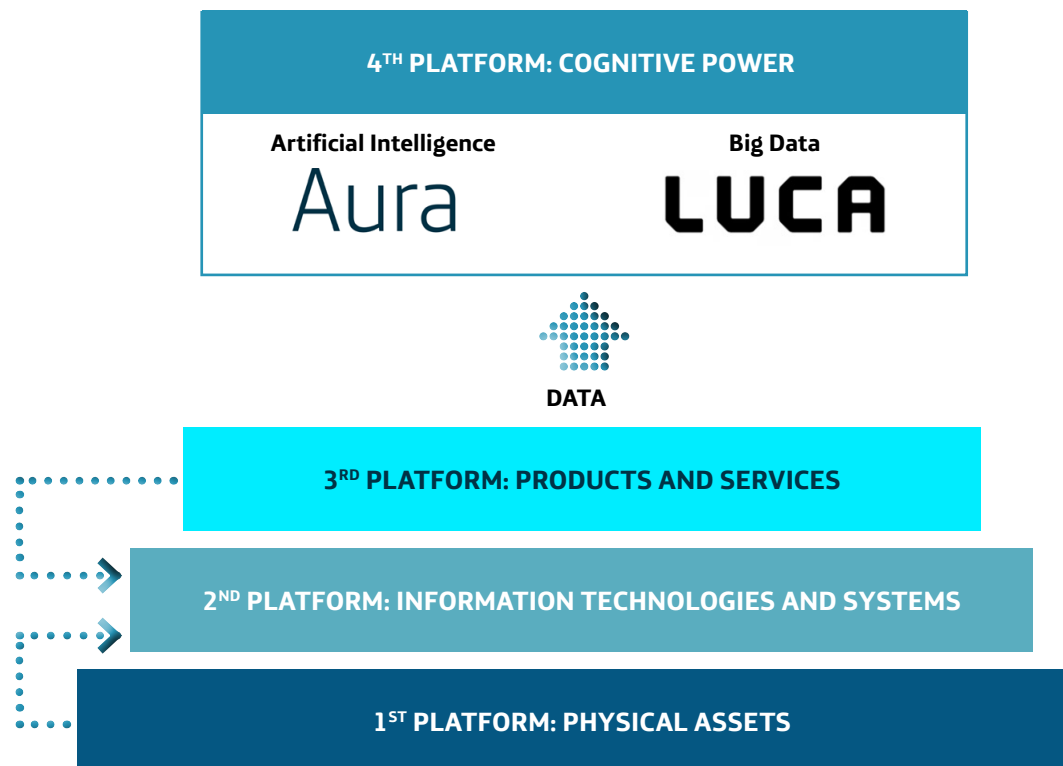 4TH PLATFORM: COGNITIVE POWER
Artificial Intelligence
Big Data
Aura
LUCA
DATA
3RD PLATFORM: PRODUCTS AND SERVICES
2ND PLATFORM: INFORMATION TECHNOLOGIES AND SYSTEMS
1ST PLATFORM: PHYSICAL ASSETS